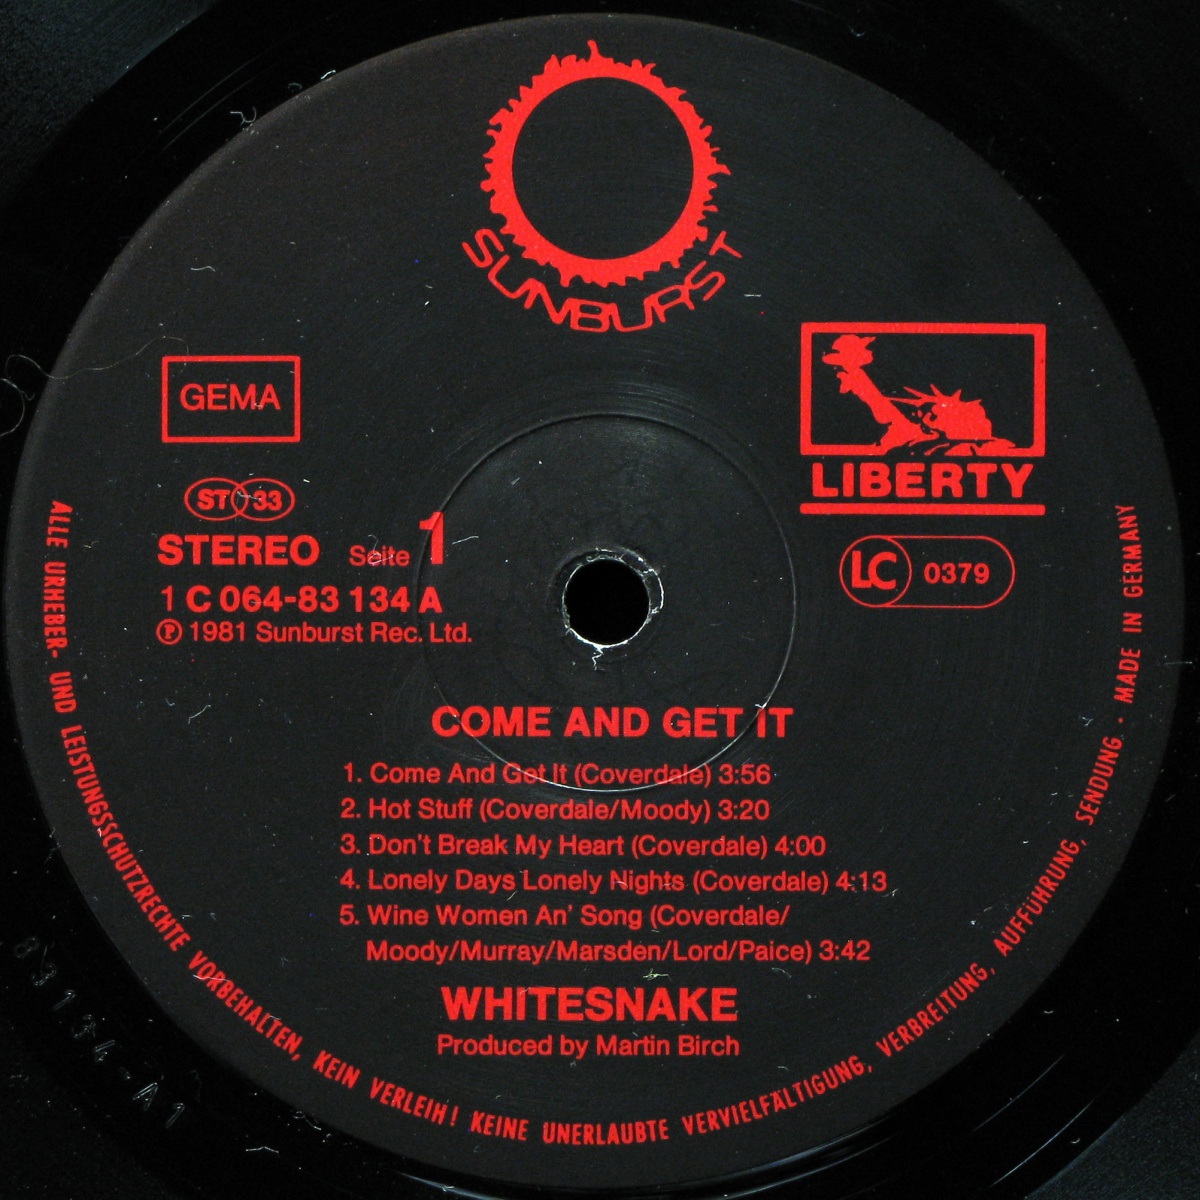 SUNBURST
GEMA
LIBERTY
ST 33
STEREO Seite 1
LC 0379
1 C 064-83 134 A
Ⓟ 1981 Sunburst Rec. Ltd.
COME AND GET IT
1. Come And Get It (Coverdale) 3:56
2. Hot Stuff (Coverdale/Moody) 3:20
3. Don't Break My Heart (Coverdale) 4:00
4. Lonely Days Lonely Nights (Coverdale) 4:13
5. Wine Women An' Song (Coverdale/
Moody/Murray/Marsden/Lord/Paice) 3:42
WHITESNAKE
Produced by Martin Birch
ALLE URHEBER- UND LEISTUNGSSCHUTZRECHTE VORBEHALTEN, KEIN VERLEIH! KEINE UNERLAUBTE VERVIELFÄLTIGUNG, VERBREITUNG, AUFFÜHRUNG, SENDUNG · MADE IN GERMANY
83134-A1